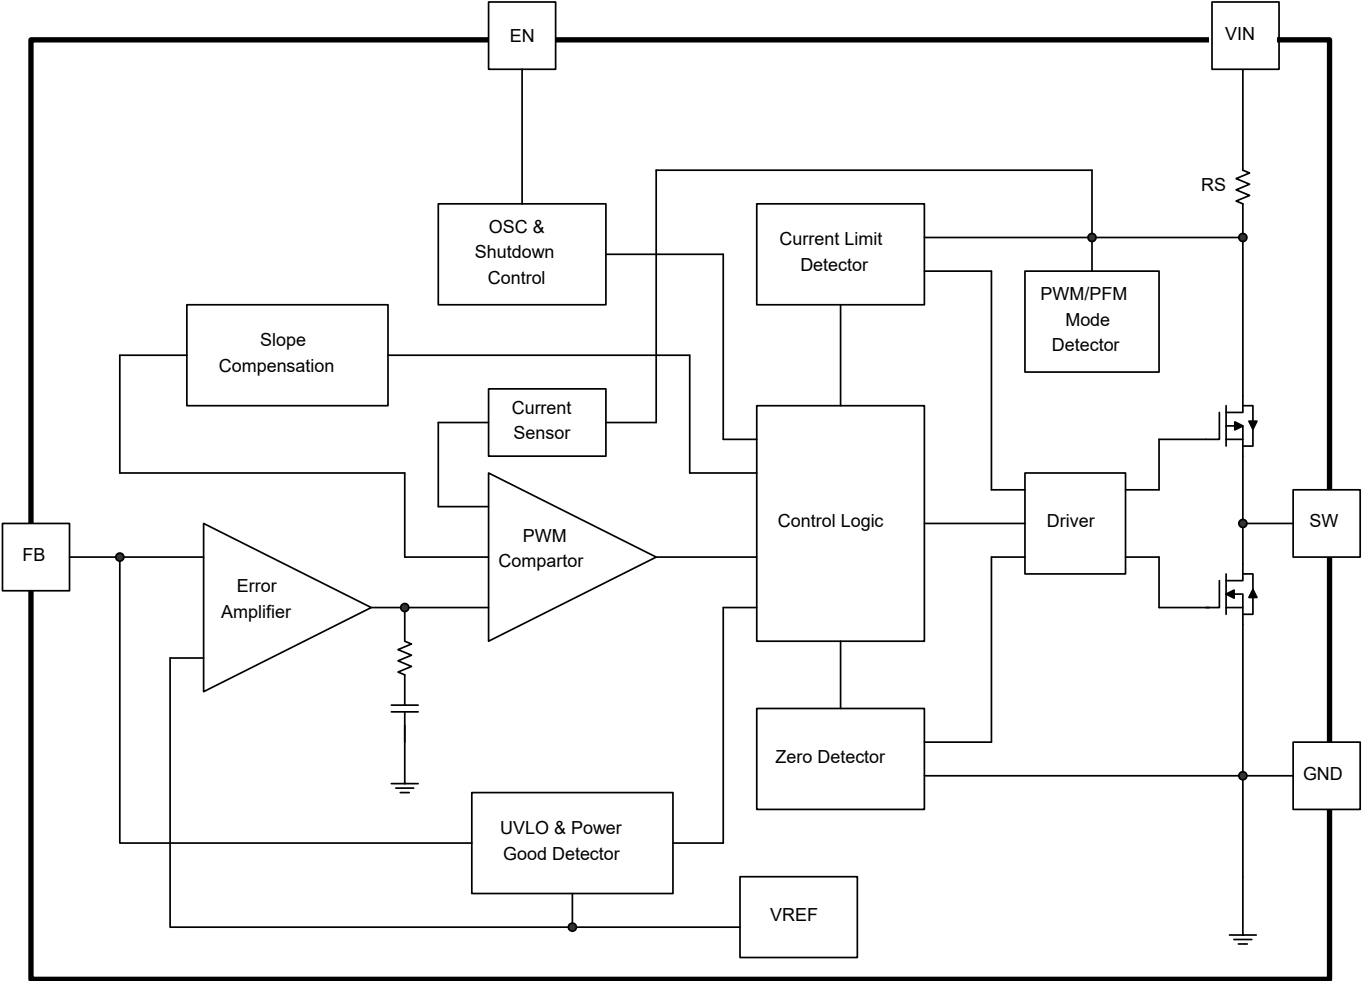 EN
VIN
RS
OSC &
Shutdown
Control
Current Limit
Detector
PWM/PFM
Mode
Detector
Slope
Compensation
Current
Sensor
PWM
Compartor
Control Logic
Driver
SW
FB
Error
Amplifier
Zero Detector
GND
UVLO & Power
Good Detector
VREF